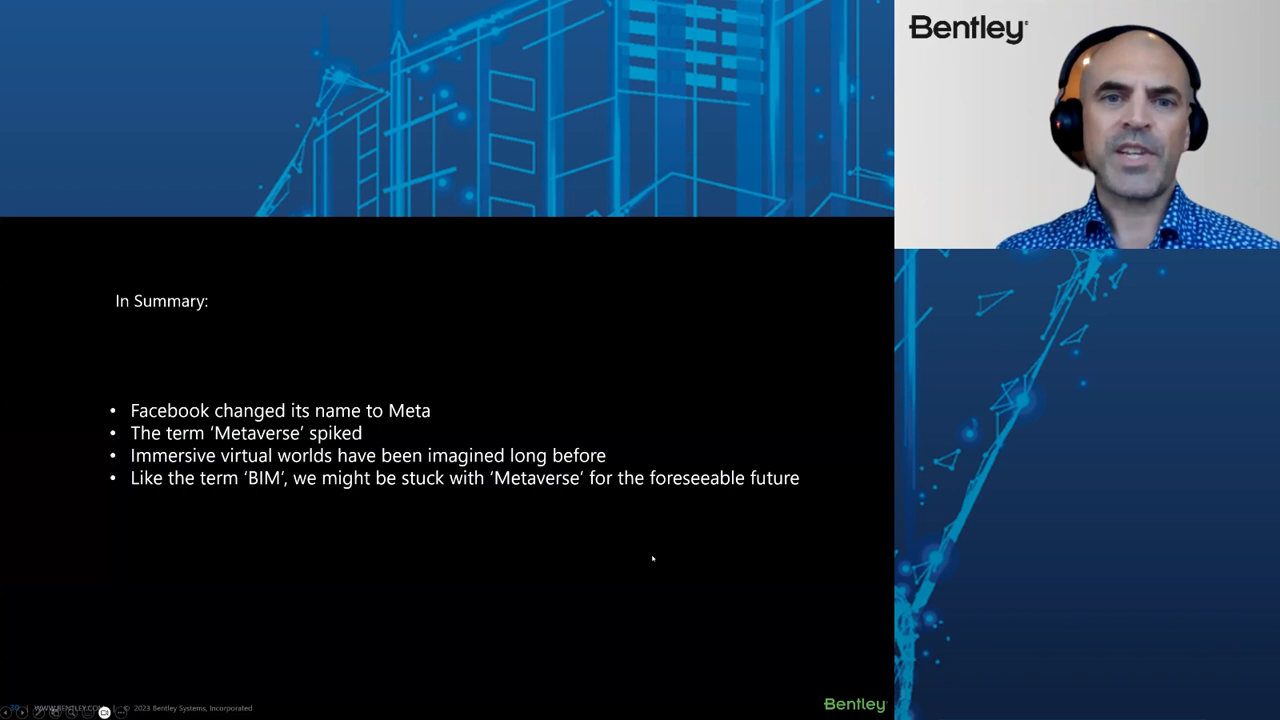 Bentley
In Summary:
• Facebook changed its name to Meta
• The term ‘Metaverse’ spiked
• Immersive virtual worlds have been imagined long before
• Like the term ‘BIM’, we might be stuck with ‘Metaverse’ for the foreseeable future
| © 2023 Bentley Systems, Incorporated
Bentley